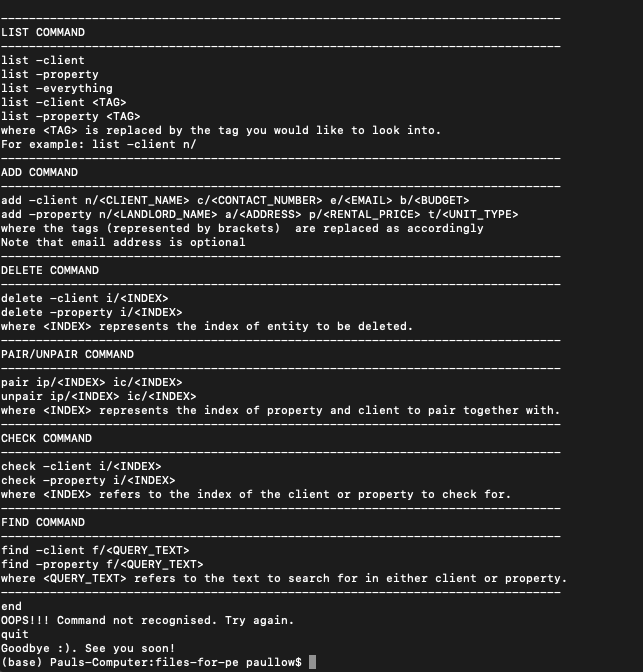 ————————————————————————————————————————————————————————————————————————————————
LIST COMMAND
————————————————————————————————————————————————————————————————————————————————
list -client
list -property
list -everything
list -client <TAG>
list -property <TAG>
where <TAG> is replaced by the tag you would like to look into.
For example: list -client n/
————————————————————————————————————————————————————————————————————————————————
ADD COMMAND
————————————————————————————————————————————————————————————————————————————————
add -client n/<CLIENT_NAME> c/<CONTACT_NUMBER> e/<EMAIL> b/<BUDGET>
add -property n/<LANDLORD_NAME> a/<ADDRESS> p/<RENTAL_PRICE> t/<UNIT_TYPE>
where the tags (represented by brackets)  are replaced as accordingly
Note that email address is optional
————————————————————————————————————————————————————————————————————————————————
DELETE COMMAND
————————————————————————————————————————————————————————————————————————————————
delete -client i/<INDEX>
delete -property i/<INDEX>
where <INDEX> represents the index of entity to be deleted.
————————————————————————————————————————————————————————————————————————————————
PAIR/UNPAIR COMMAND
————————————————————————————————————————————————————————————————————————————————
pair ip/<INDEX> ic/<INDEX>
unpair ip/<INDEX> ic/<INDEX>
where <INDEX> represents the index of property and client to pair together with.
————————————————————————————————————————————————————————————————————————————————
CHECK COMMAND
————————————————————————————————————————————————————————————————————————————————
check -client i/<INDEX>
check -property i/<INDEX>
where <INDEX> refers to the index of the client or property to check for.
————————————————————————————————————————————————————————————————————————————————
FIND COMMAND
————————————————————————————————————————————————————————————————————————————————
find -client f/<QUERY_TEXT>
find -property f/<QUERY_TEXT>
where <QUERY_TEXT> refers to the text to search for in either client or property.
————————————————————————————————————————————————————————————————————————————————
end
OOPS!!! Command not recognised. Try again.
quit
Goodbye :). See you soon!
(base) Pauls-Computer:files-for-pe paullow$